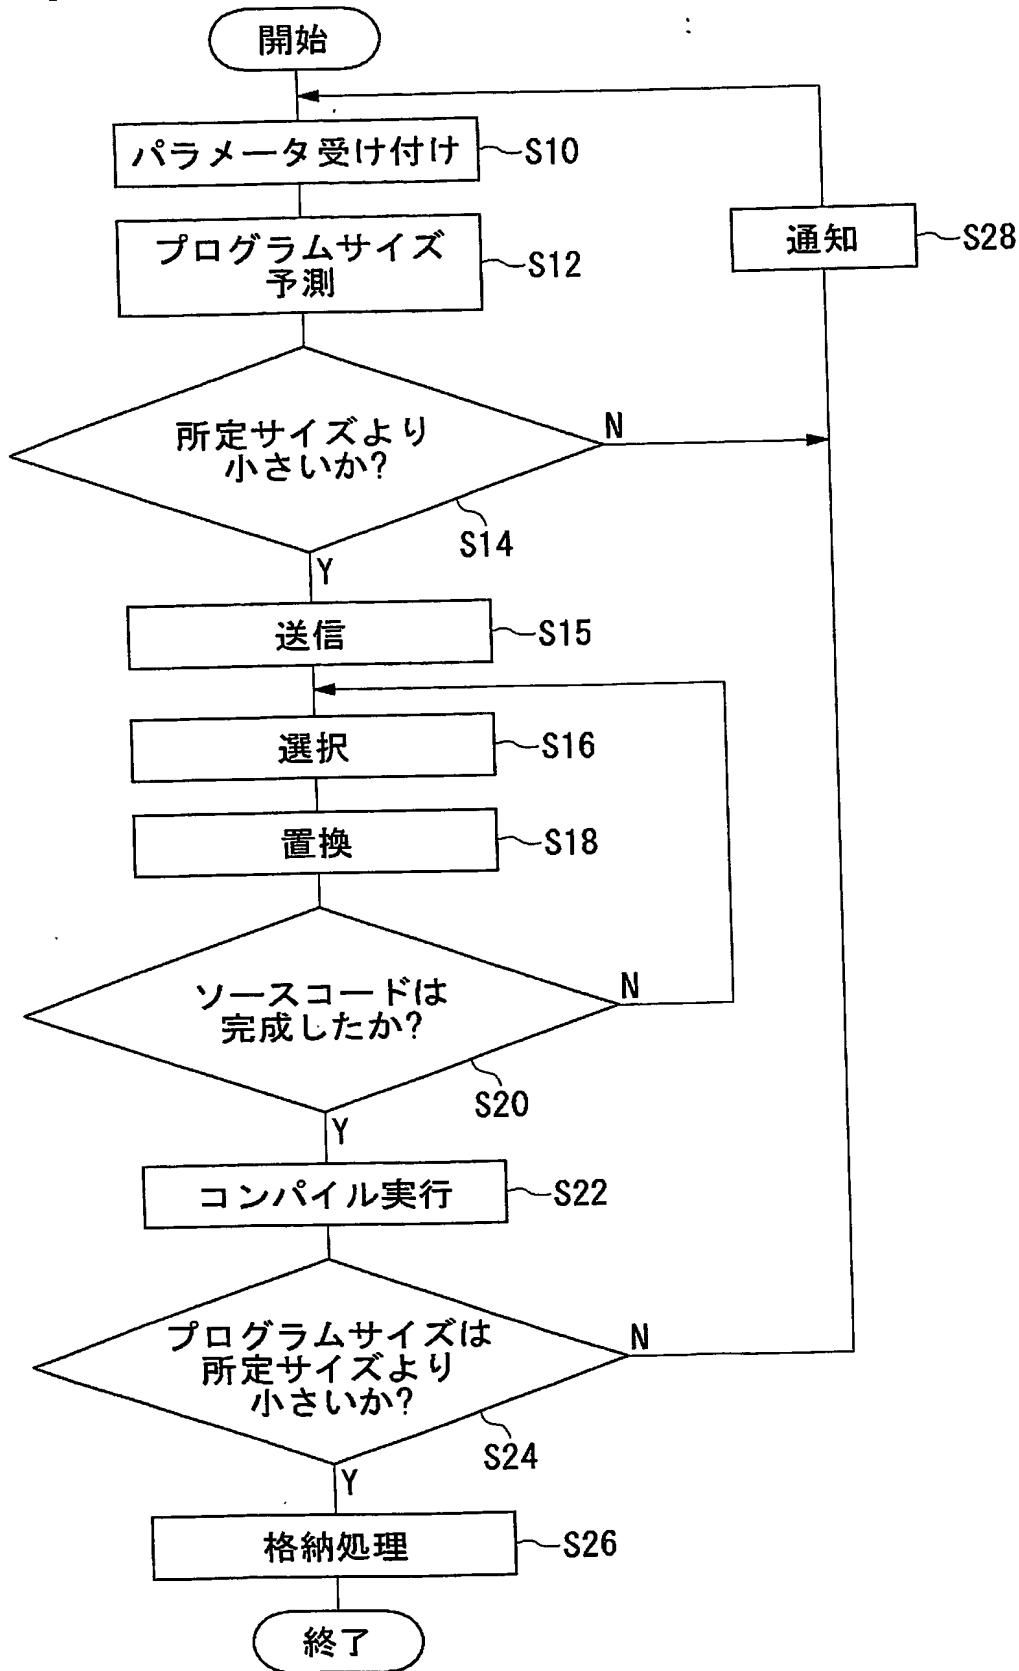 開始
パラメータ受け付け
S10
通知
S28
プログラムサイズ
予測
S12
所定サイズより
小さいか?
N
S14
Y
送信
S15
選択
S16
置換
S18
ソースコードは
完成したか?
N
S20
Y
コンパイル実行
S22
プログラムサイズは
所定サイズより
小さいか?
N
S24
Y
格納処理
S26
終了